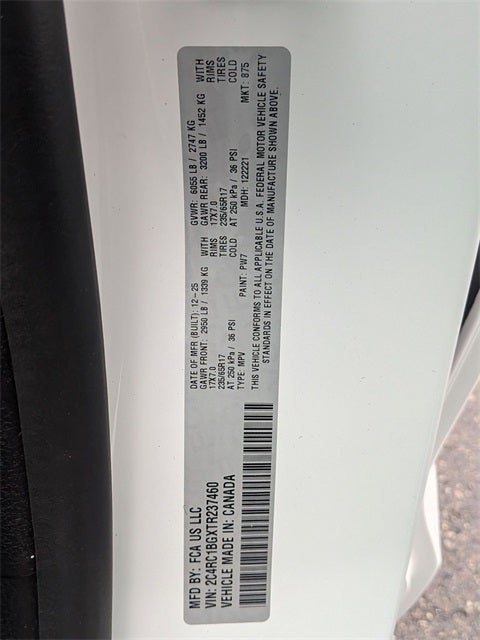 MFD BY: FCA US LLC
VIN: 2C4RC1BGXTR237460
VEHICLE MADE IN: CANADA
DATE OF MFR (BUILT): 12-25 GVWR: 6055 LB / 2747 KG
GAWR FRONT: 2950 LB / 1339 KG WITH GAWR REAR: 3200 LB / 1452 KG WITH
17X7.0 RIMS 17X7.0 RIMS
235/65R17 TIRES 235/65R17 TIRES
AT 250 kPa / 36 PSI COLD AT 250 kPa / 36 PSI COLD
TYPE: MPV PAINT: PW7 MDH: 122221 MKT: 875
THIS VEHICLE CONFORMS TO ALL APPLICABLE U.S.A. FEDERAL MOTOR VEHICLE SAFETY
STANDARDS IN EFFECT ON THE DATE OF MANUFACTURE SHOWN ABOVE.